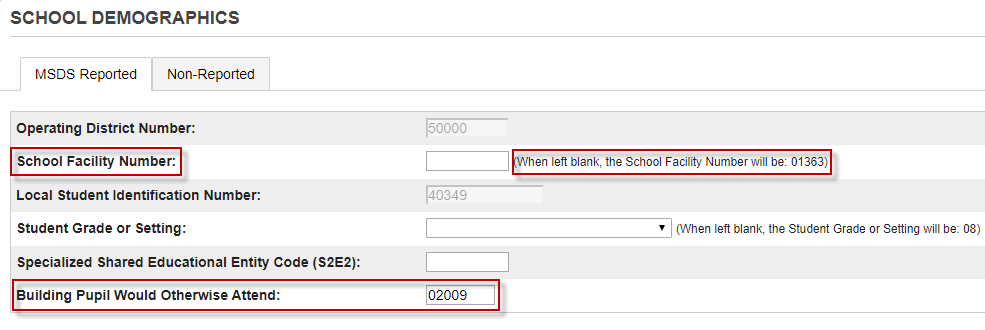 SCHOOL DEMOGRAPHICS
MSDS Reported Non-Reported
Operating District Number: 50000
School Facility Number: (When left blank, the School Facility Number will be: 01363)
Local Student Identification Number: 40349
Student Grade or Setting: (When left blank, the Student Grade or Setting will be: 08)
Specialized Shared Educational Entity Code (S2E2):
Building Pupil Would Otherwise Attend: 02009